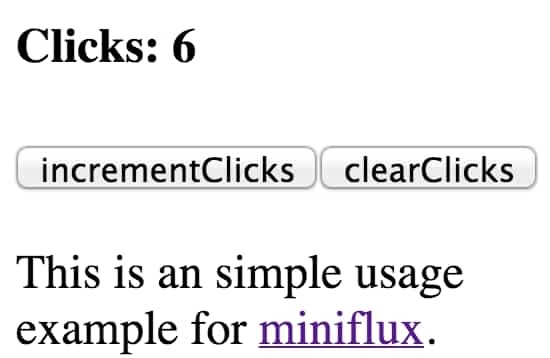 Clicks: 6
incrementClicks clearClicks
This is an simple usage
example for miniflux.